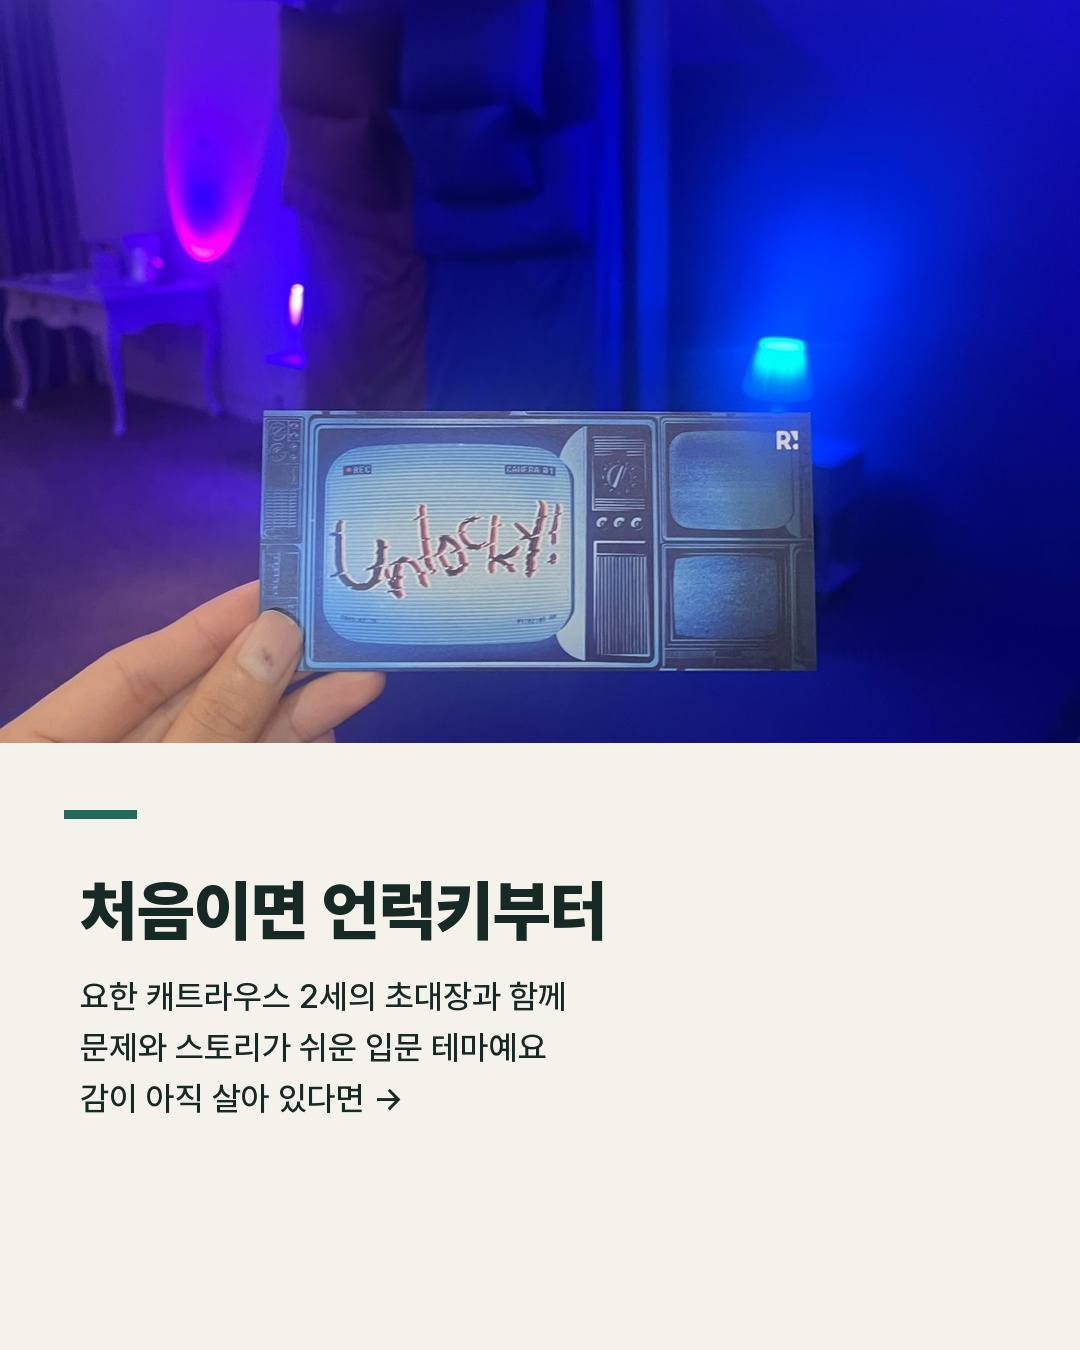 REC
CAMERA 01
R!
Unlocky!
처음이면 언럭키부터
요한 캐트라우스 2세의 초대장과 함께
문제와 스토리가 쉬운 입문 테마예요
감이 아직 살아 있다면 →